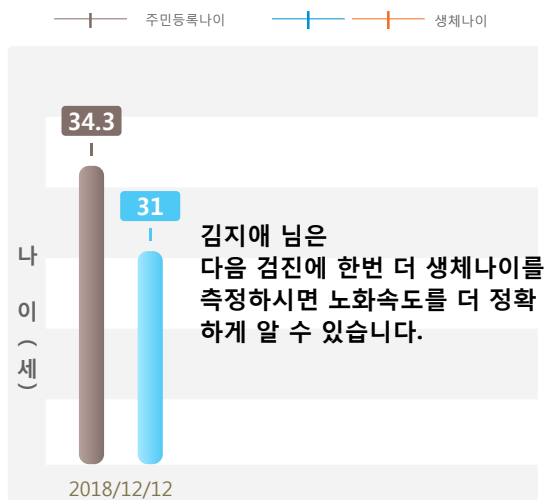 주민등록나이 생체나이
34.3
31
김지애 님은
다음 검진에 한번 더 생체나이를
측정하시면 노화속도를 더 정확
하게 알 수 있습니다.
나이(세)
2018/12/12